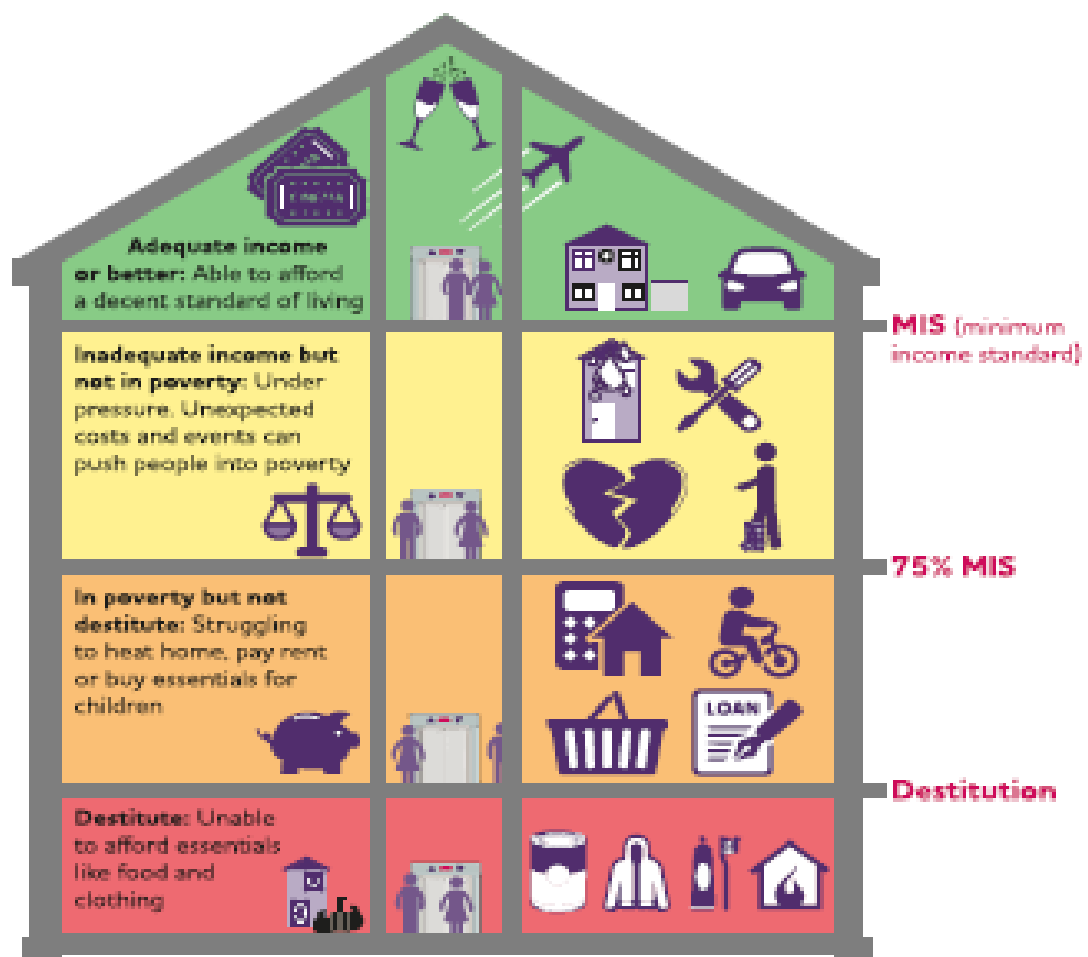 CINEMA
Adequate income
or better: Able to afford
a decent standard of living
MIS (minimum
income standard)
Inadequate income but
not in poverty: Under
pressure. Unexpected
costs and events can
push people into poverty
75% MIS
In poverty but not
destitute: Struggling
to heat home, pay rent
or buy essentials for
children
LOAN
Destitution
Destitute: Unable
to afford essentials
like food and
clothing